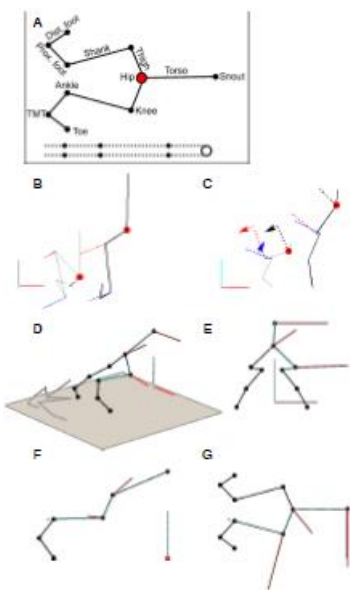 A
Dist. foot
Prox. foot
Shank
Thigh
Hip
Torso
Snout
Ankle
Knee
TMT
Toe
B
C
D
E
F
G